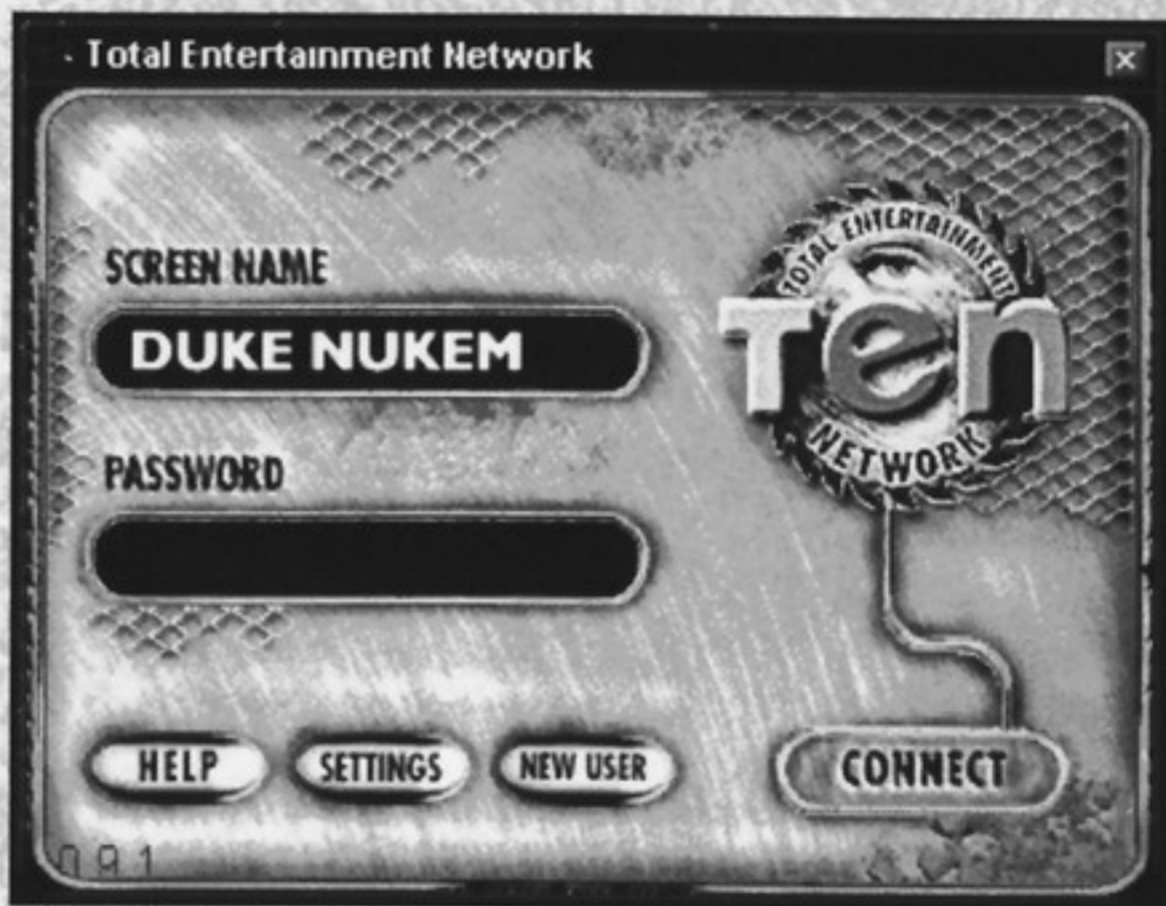 Total Entertainment Network
SCREEN NAME
DUKE NUKEM
PASSWORD
TOTAL ENTERTAINMENT
Ten
NETWORK
HELP
SETTINGS
NEW USER
CONNECT
091